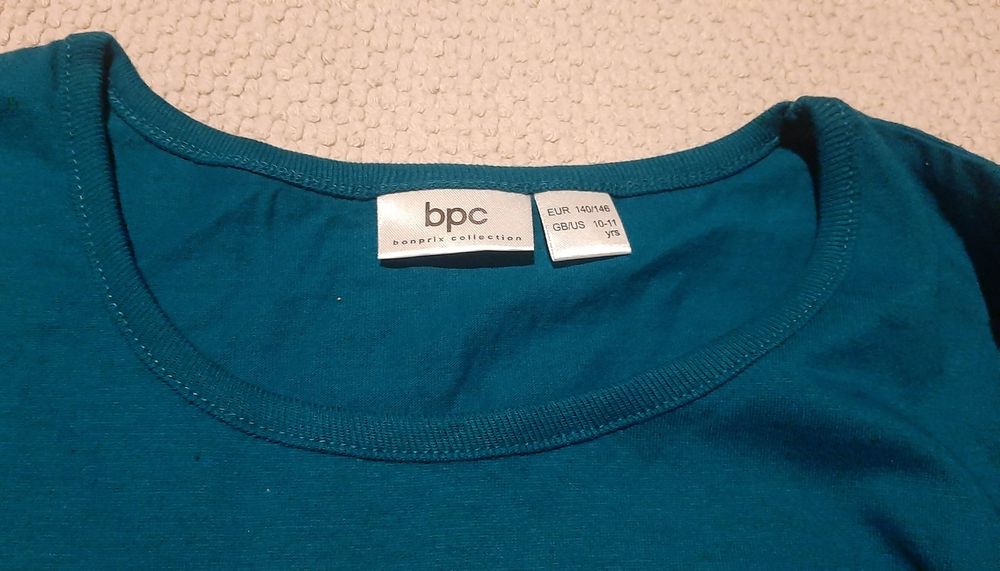 bpc
bonprix collection
EUR 140/146
GB/US 10-11
yrs